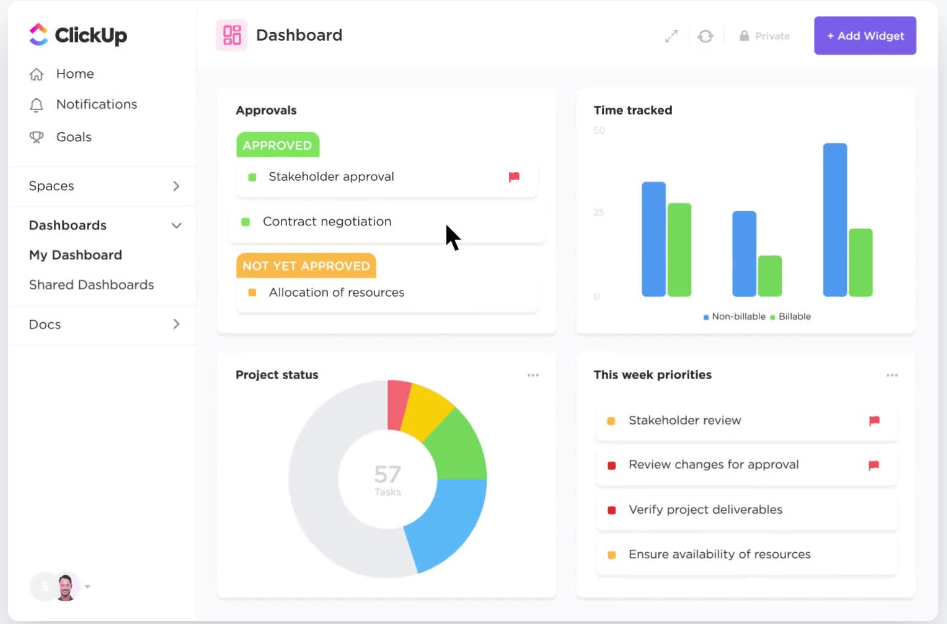 ClickUp
Home
Notifications
Goals
Spaces
Dashboards
My Dashboard
Shared Dashboards
Docs
S
Dashboard
Private
+ Add Widget
Approvals
APPROVED
Stakeholder approval
Contract negotiation
NOT YET APPROVED
Allocation of resources
Time tracked
50
25
0
Non-billable Billable
Project status
57
Tasks
This week priorities
Stakeholder review
Review changes for approval
Verify project deliverables
Ensure availability of resources